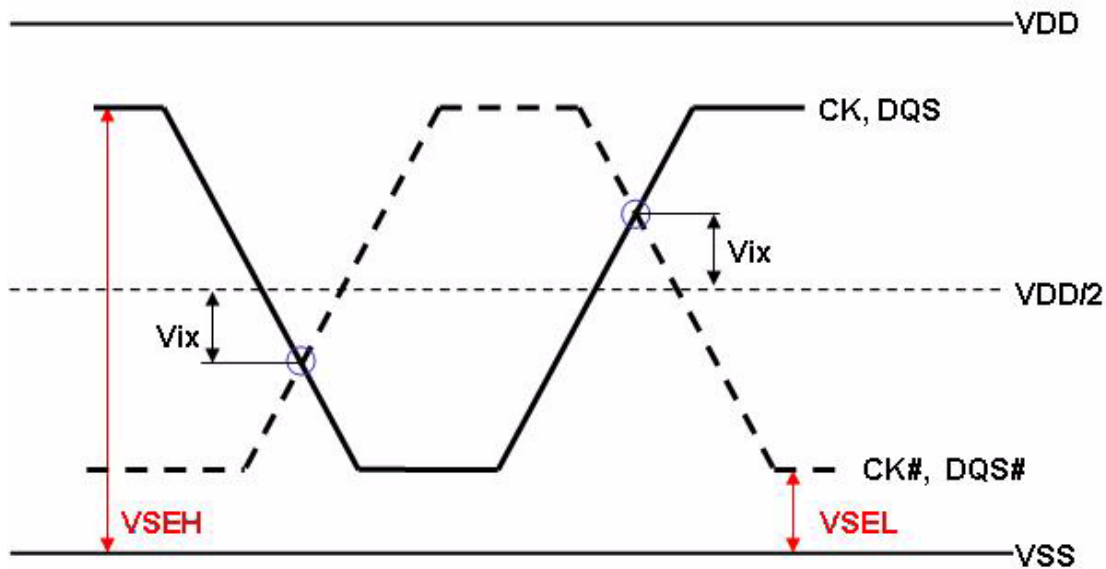 VDD
CK, DQS
Vix
VDD/2
Vix
CK#, DQS#
VSEH
VSEL
VSS